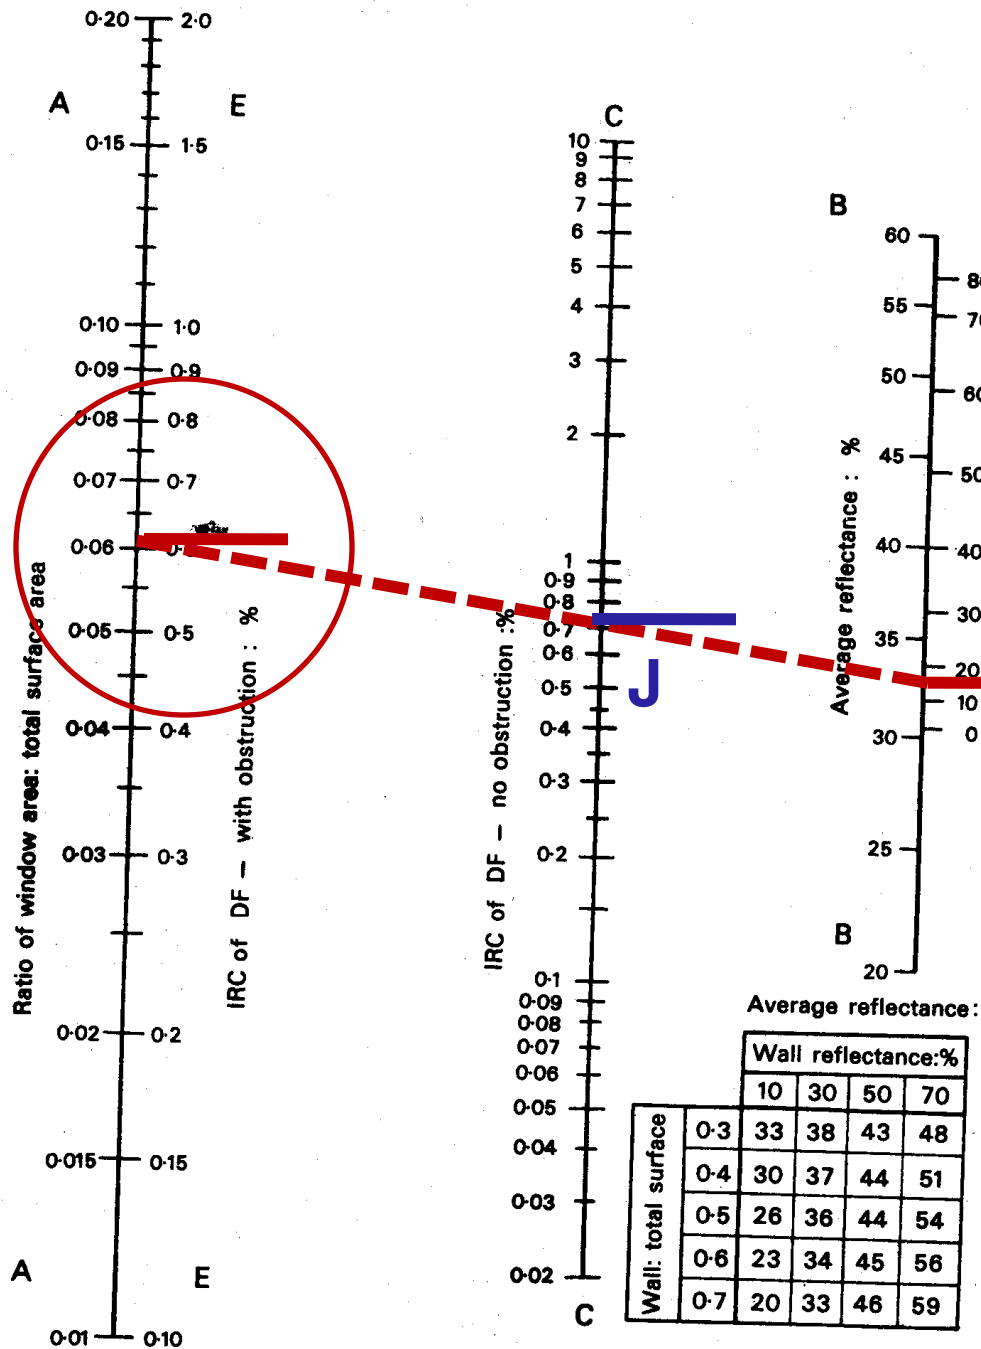 0·20 2·0
A E
0·15 1·5
0·10 1·0
0·09 0·9
0·08 0·8
0·07 0·7
0·06 0·
0·05 0·5
0·04 0·4
0·03 0·3
0·02 0·2
0·015 0·15
A E
0·01 0·10
Ratio of window area: total surface area
IRC of DF – with obstruction : %
C
10
9
8
7
6
5
4
3
2
1
0·9
0·8
0·7
0·6
0·5
0·4
0·3
0·2
0·1
0·09
0·08
0·07
0·06
0·05
0·04
0·03
0·02
C
IRC of DF – no obstruction :%
J
B
60
55
50
45
40
35
30
25
20
B
Average reflectance : %
60
50
40
30
20
10
0
Average reflectance:
Wall reflectance:%
10 30 50 70
Wall: total surface
0·3 33 38 43 48
0·4 30 37 44 51
0·5 26 36 44 54
0·6 23 34 45 56
0·7 20 33 46 59